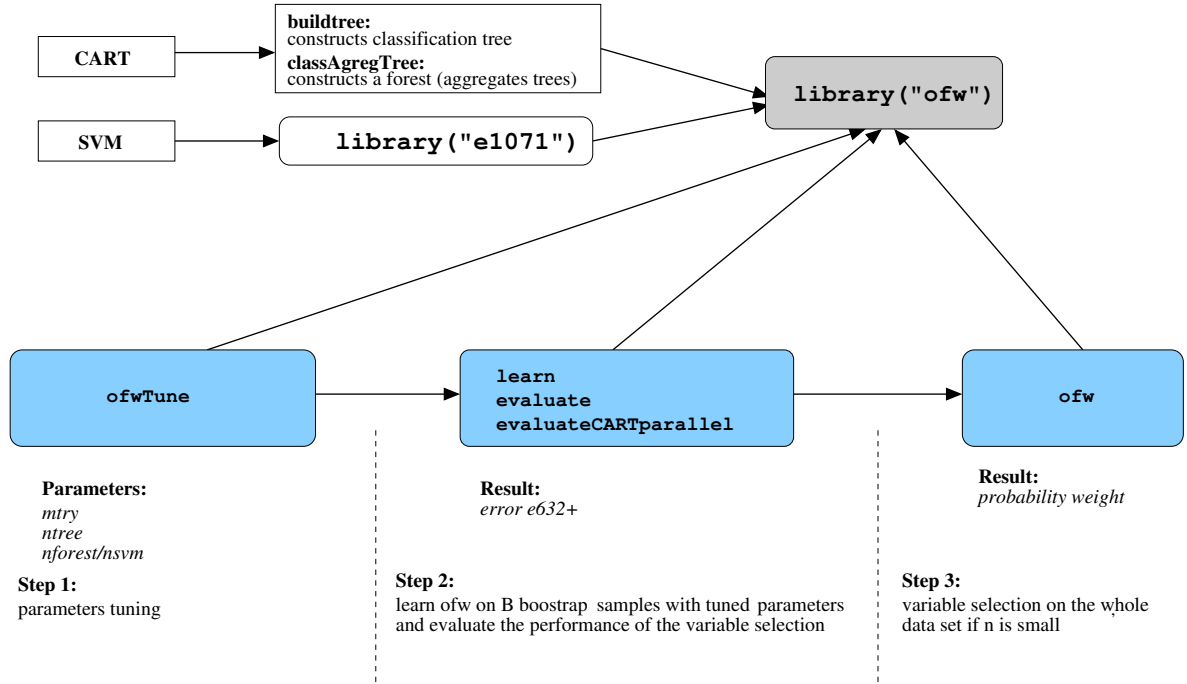 buildtree:
constructs classification tree
classAgregTree:
constructs a forest (aggregates trees)
CART
library("ofw")
SVM
library("e1071")
ofwTune
learn
evaluate
evaluateCARTparallel
ofw
Parameters:
mtry
ntree
nforest/nsvm
Result:
error e632+
Result:
probability weight
Step 1:
parameters tuning
Step 2:
learn ofw on B boostrap samples with tuned parameters
and evaluate the performance of the variable selection
Step 3:
variable selection on the whole
data set if n is small